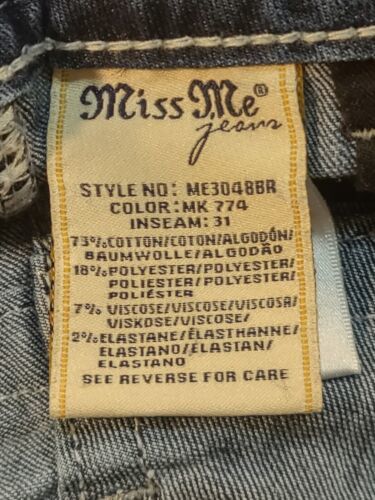 Miss Me®
jeans
STYLE NO: ME3048BR
COLOR: MK 774
INSEAM: 31
73%COTTON/COTON/ALGODÓN/
BAUMWOLLE/ALGODÃO
18%POLYESTER/POLYESTER/
POLIESTER/POLYESTER/
POLIÉSTER
7% VISCOSE/VISCOSE/VISCOSA/
VISKOSE/VISCOSE/
2%ELASTANE/ÉLASTHANNE/
ELASTANO/ELASTAN/
ELASTANO
SEE REVERSE FOR CARE